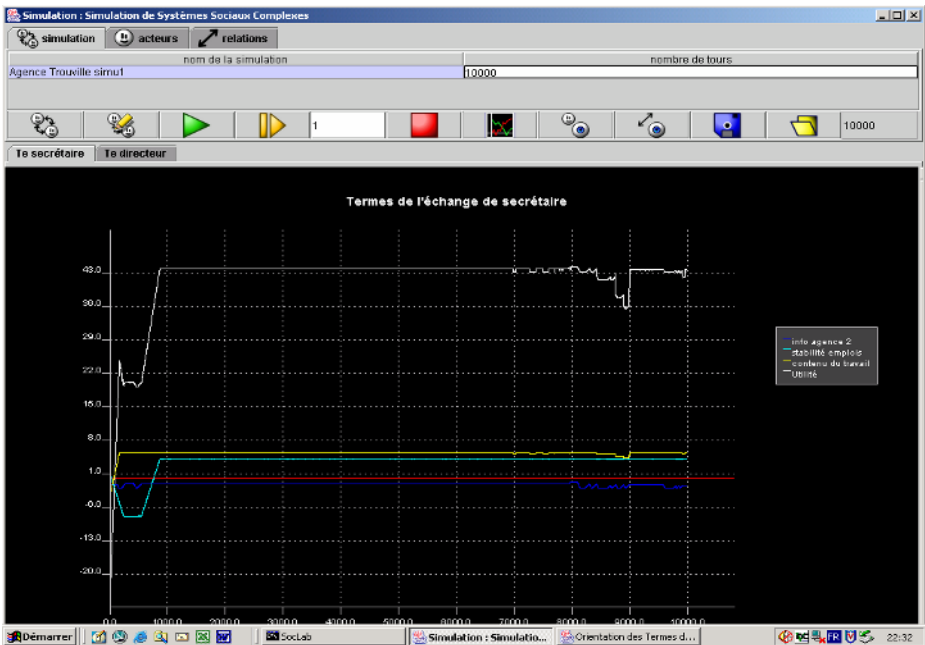 Simulation : Simulation de Systèmes Sociaux Complexes
simulation acteurs relations
nom de la simulation nombre de tours
Agence Trouville simu1 10000
1 10000
Te secrétaire Te directeur
Termes de l'échange de secrétaire
43.0
30.0
29.0
22.0
15.0
8.0
1.0
-0.0
-13.0
-20.0
info agence 2
stabilité emplois
contenu du travail
Utilité
0.0 1000.0 2000.0 3000.0 4000.0 5000.0 6000.0 7000.0 8000.0 9000.0 10000.0
Démarrer SocLab Simulation : Simulatio... Orientation des Termes d... FR 22:32